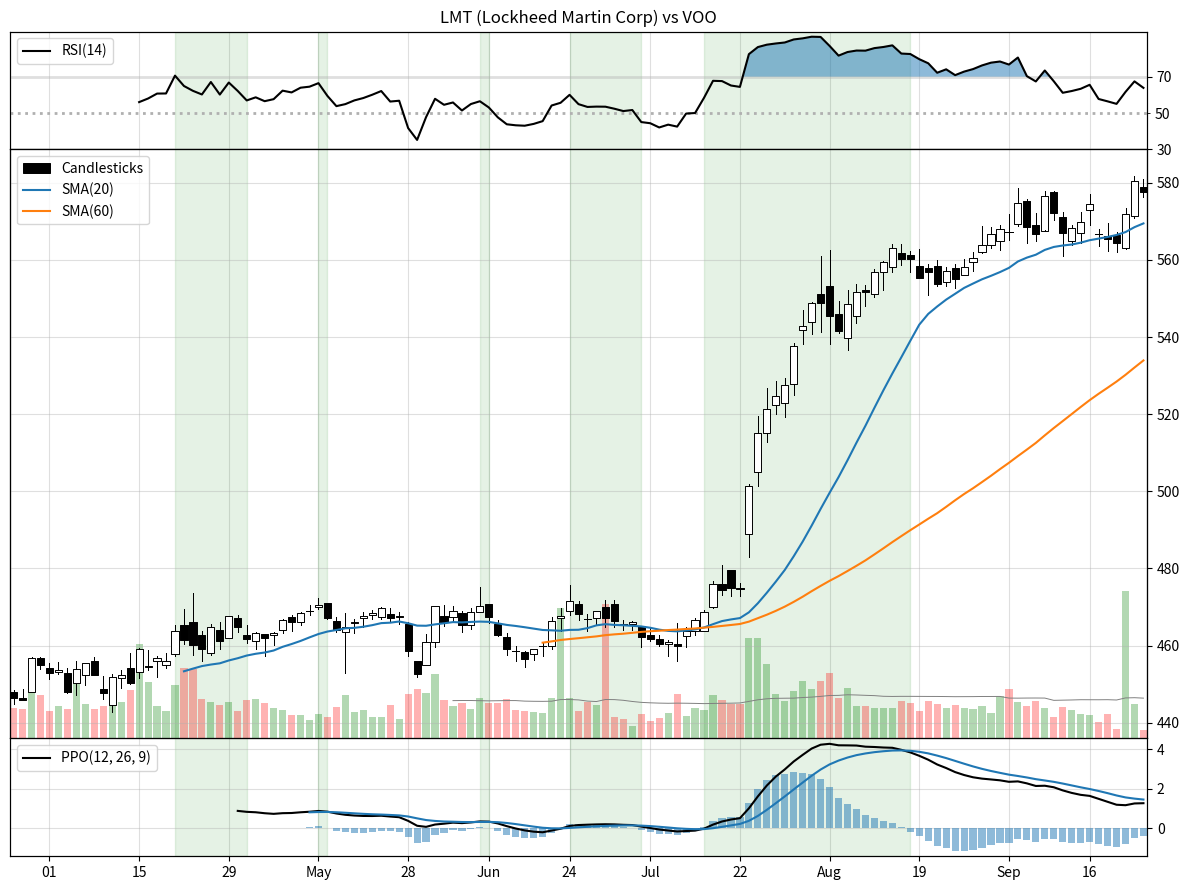 LMT (Lockheed Martin Corp) vs VOO
RSI(14)
70
50
30
Candlesticks
SMA(20)
SMA(60)
580
560
540
520
500
480
460
440
PPO(12, 26, 9)
4
2
0
01 15 29 May 28 Jun 24 Jul 22 Aug 19 Sep 16